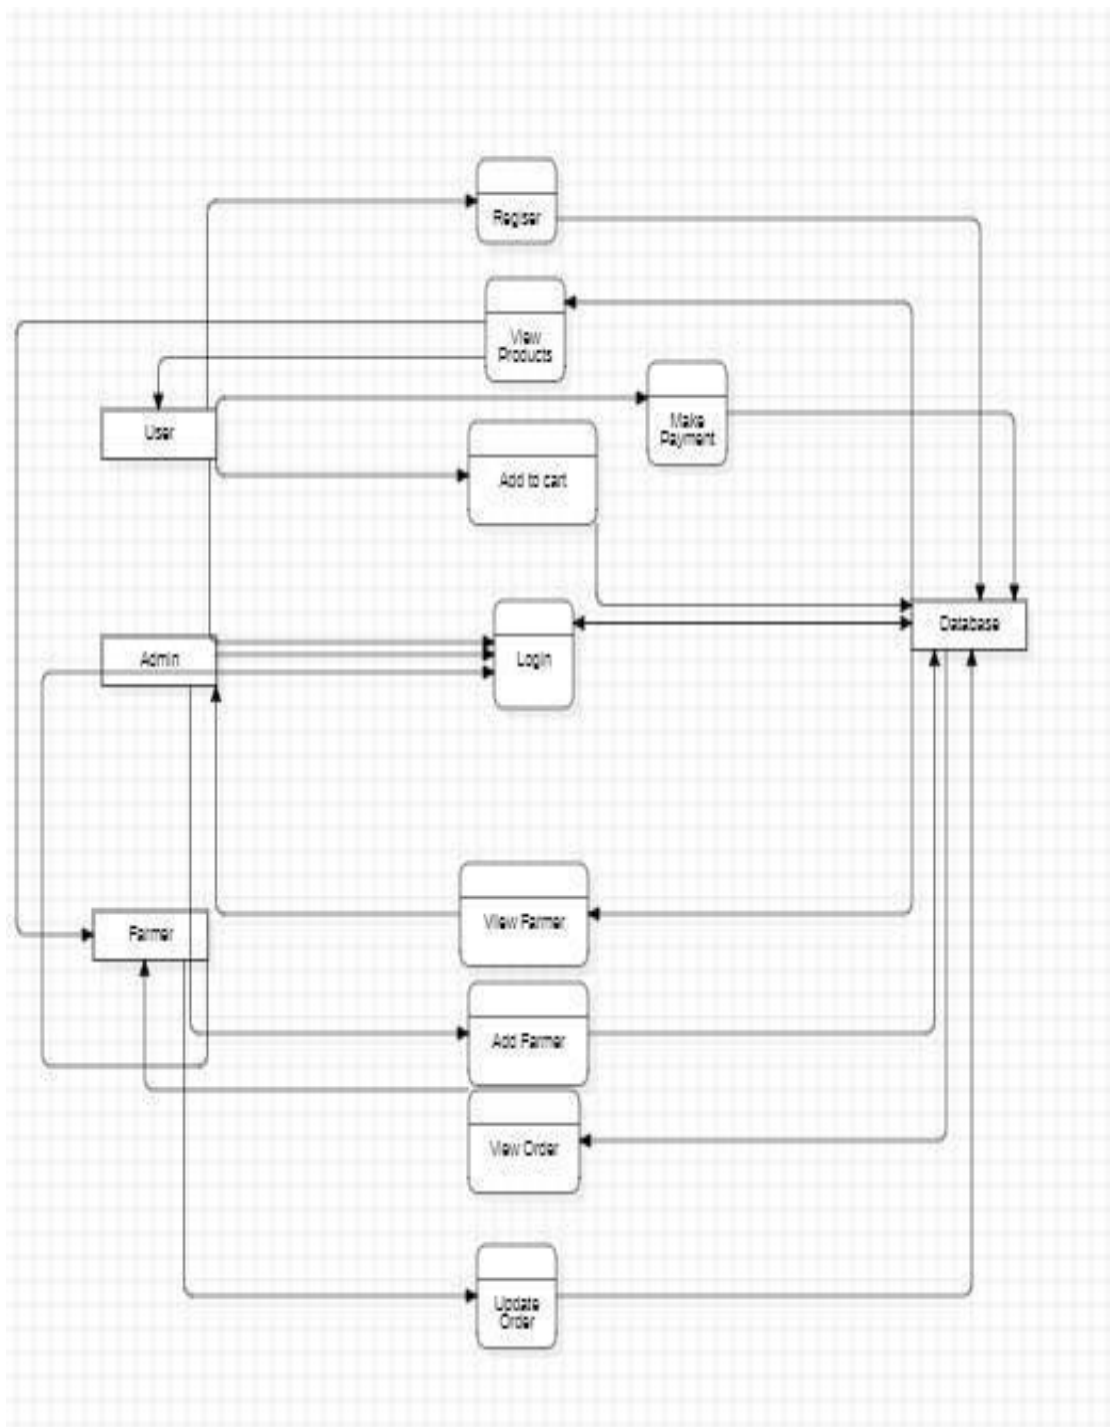 Regiser
View
Products
Make
Payment
User
Add to cart
Database
Admin
Login
View Farmer
Farmer
Add Farmer
View Order
Update
Order